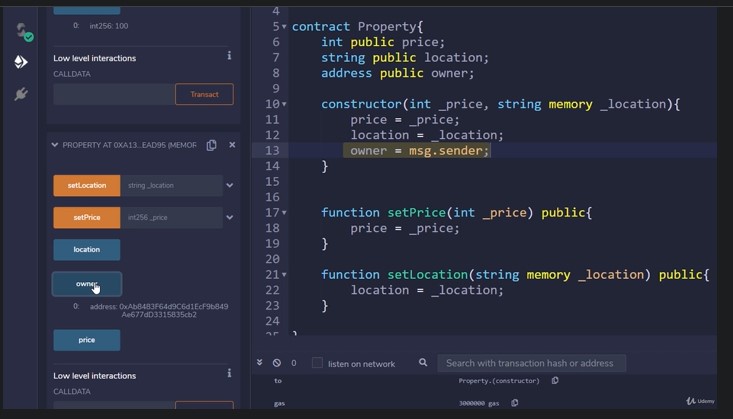 0: int256: 100
Low level interactions
CALLDATA
Transact
PROPERTY AT 0XA13...EAD95 (MEMOR
setLocation string _location
setPrice int256 _price
location
owner
0: address: 0xAb8483F64d9C6d1EcF9b849
Ae677dD3315835cb2
price
Low level interactions
CALLDATA
4
5 contract Property{
6 int public price;
7 string public location;
8 address public owner;
9
10 constructor(int _price, string memory _location){
11 price = _price;
12 location = _location;
13 owner = msg.sender;
14 }
15
16
17 function setPrice(int _price) public{
18 price = _price;
19 }
20
21 function setLocation(string memory _location) public{
22 location = _location;
23 }
24
25 }
0 listen on network Search with transaction hash or address
to Property.(constructor)
gas 3000000 gas
Udemy